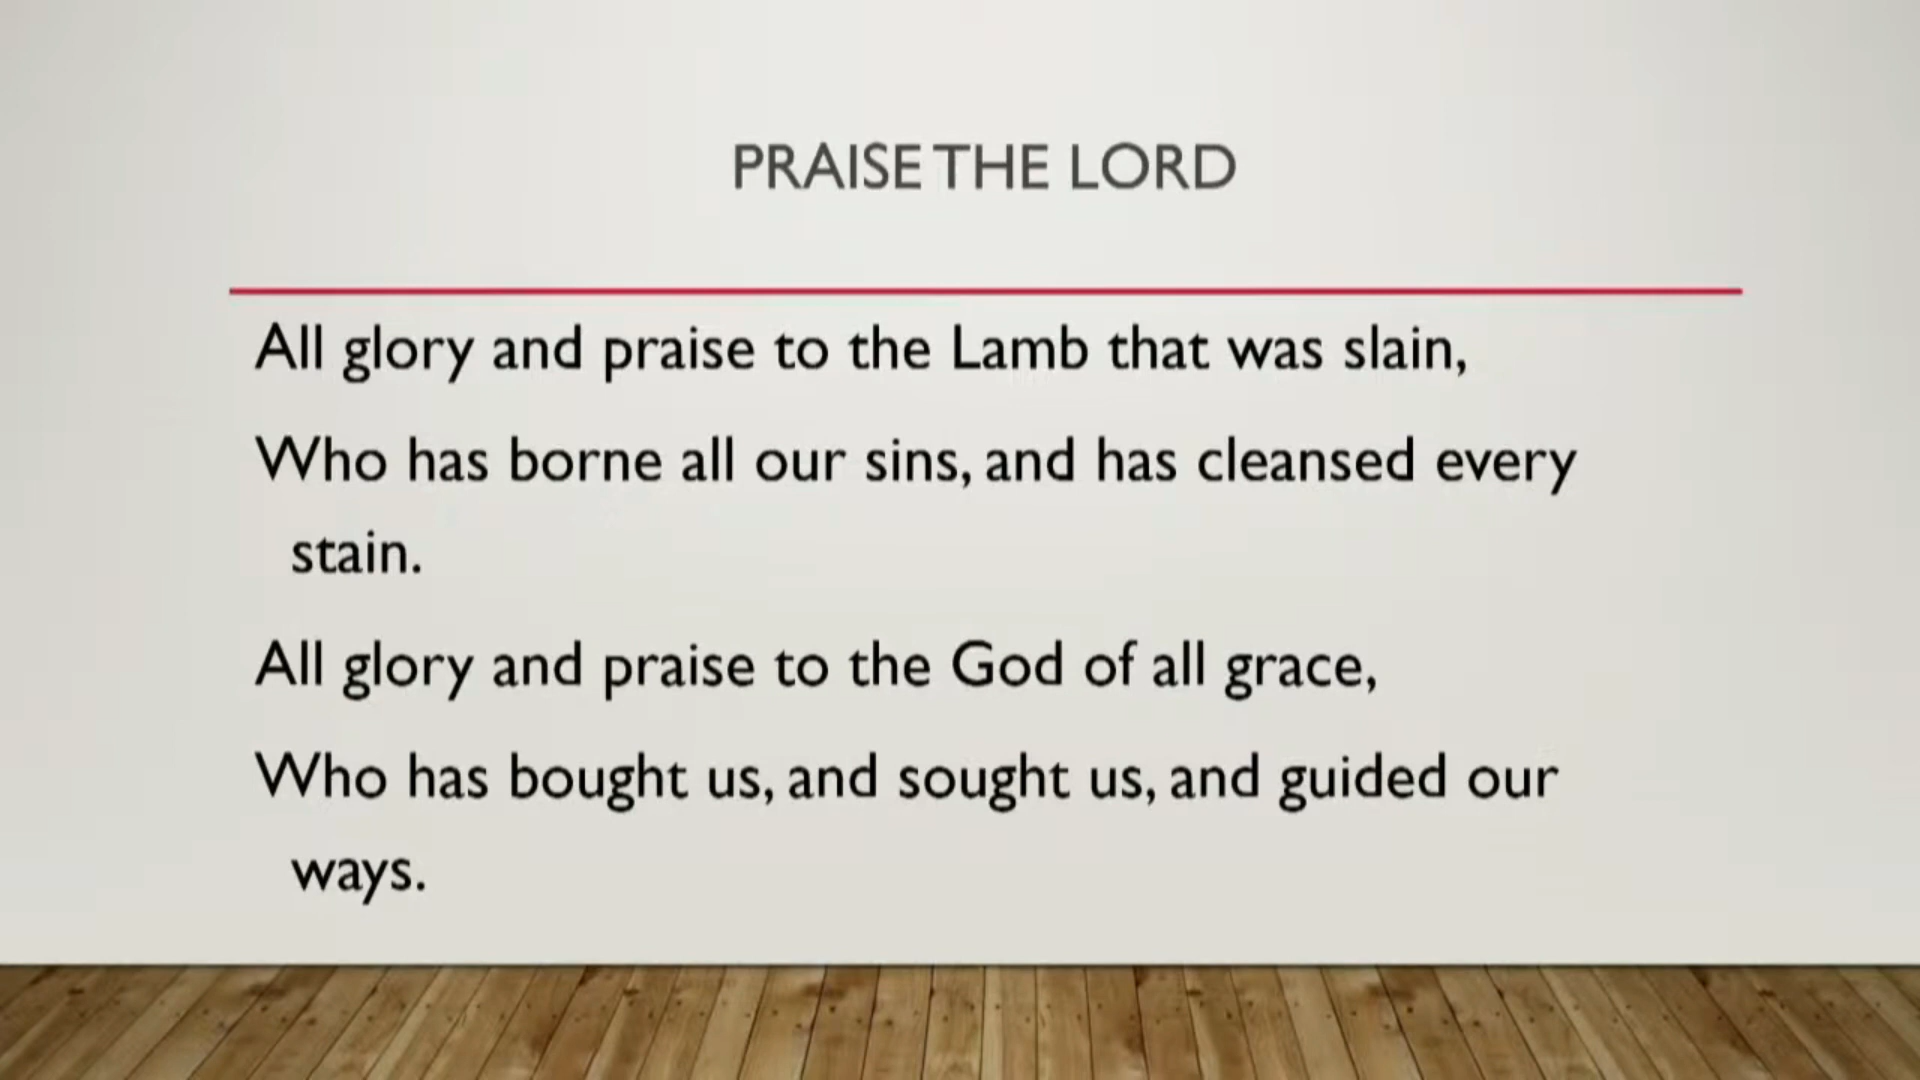 PRAISE THE LORD
All glory and praise to the Lamb that was slain,
Who has borne all our sins, and has cleansed every
stain.
All glory and praise to the God of all grace,
Who has bought us, and sought us, and guided our
ways.